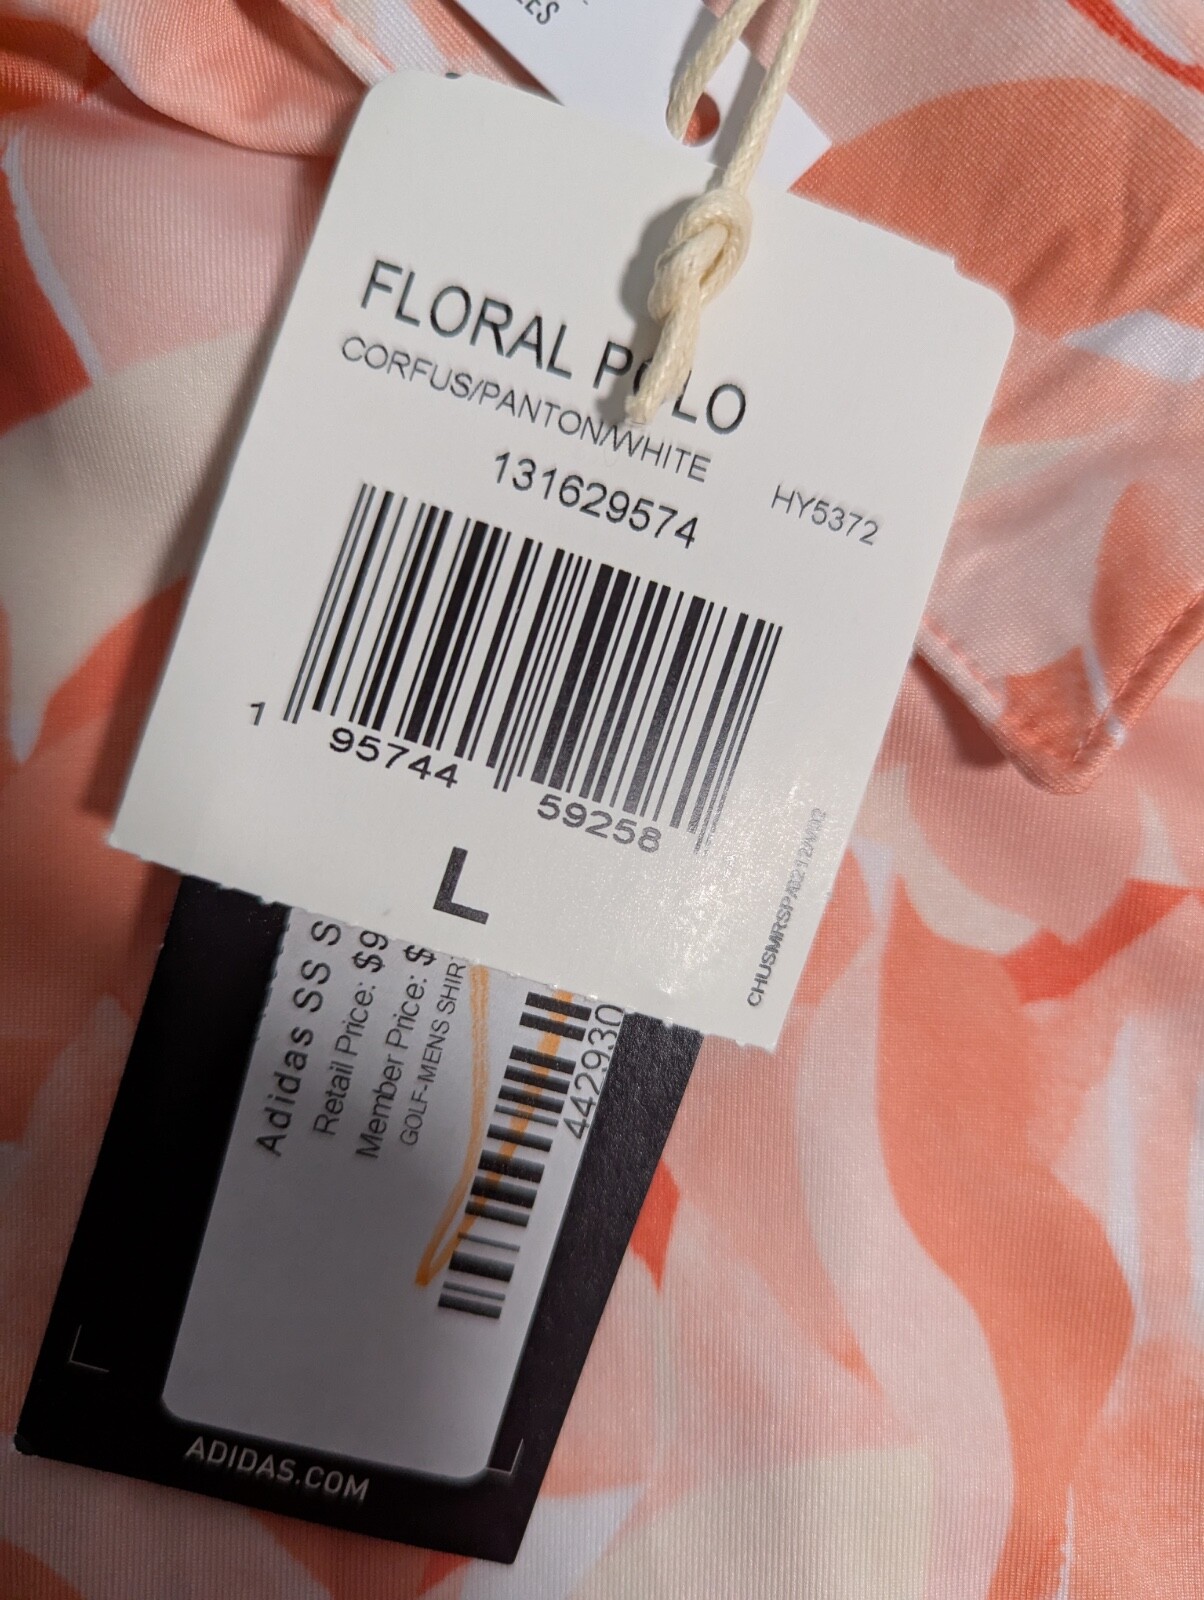 FLORAL POLO
CORFUS/PANTON/WHITE
131629574
HY5372
1 95744 59258
L
Adidas SS S
Retail Price: $9
Member Price: $
GOLF-MENS SHIR
442930
ADIDAS.COM